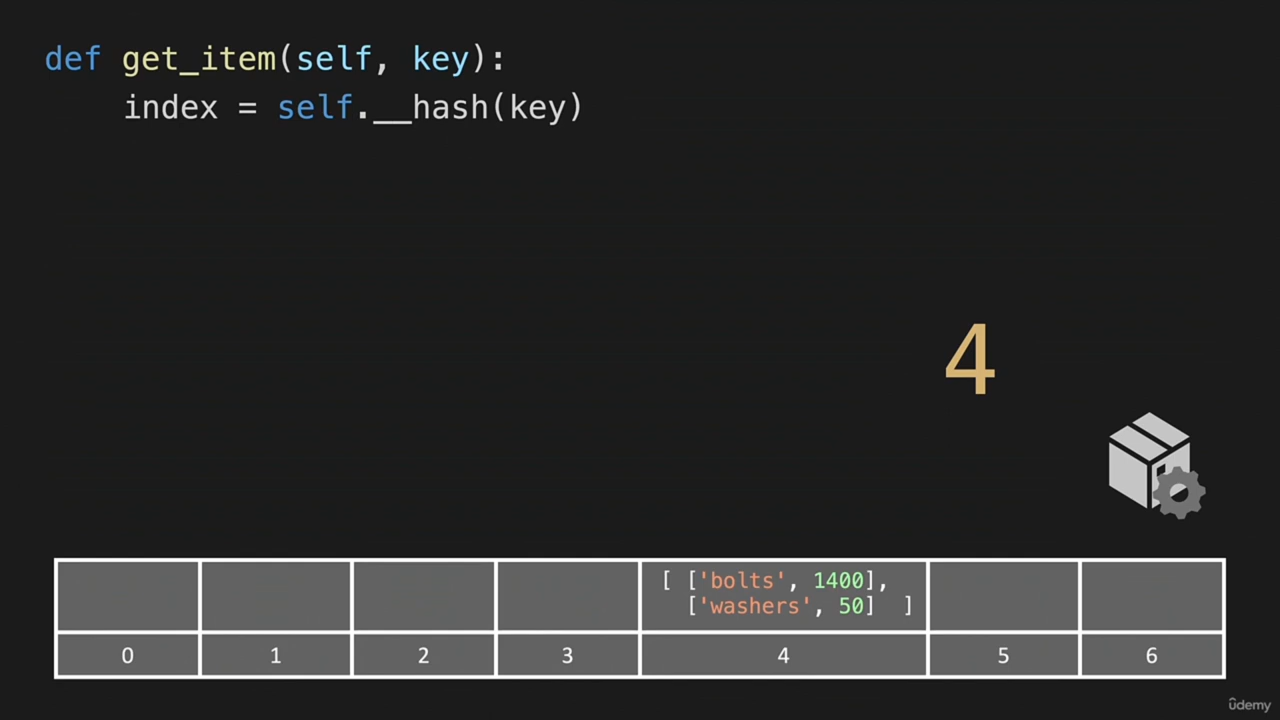 def get_item(self, key):
    index = self.__hash(key)
4
[ ['bolts', 1400],
['washers', 50] ]
0 1 2 3 4 5 6
ûdemy